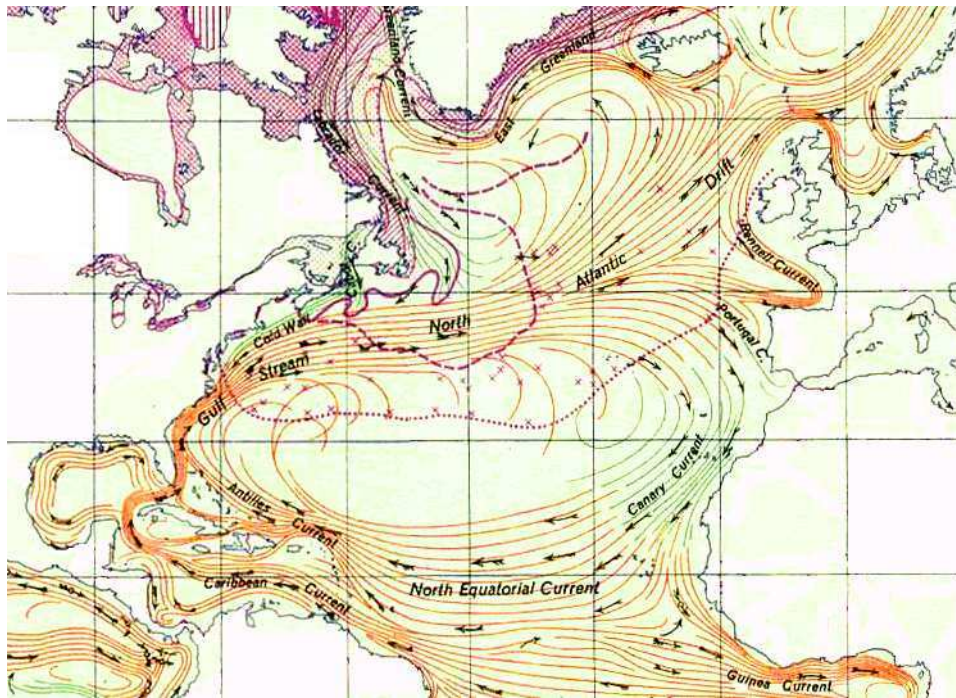 Greenland Current
East Greenland
Labrador Current
Drift
Rennell Current
Atlantic
North
Cold Wall
Gulf Stream
Portugal C.
Canary Current
Antilles Current
North Equatorial Current
Caribbean Current
Guinea Current